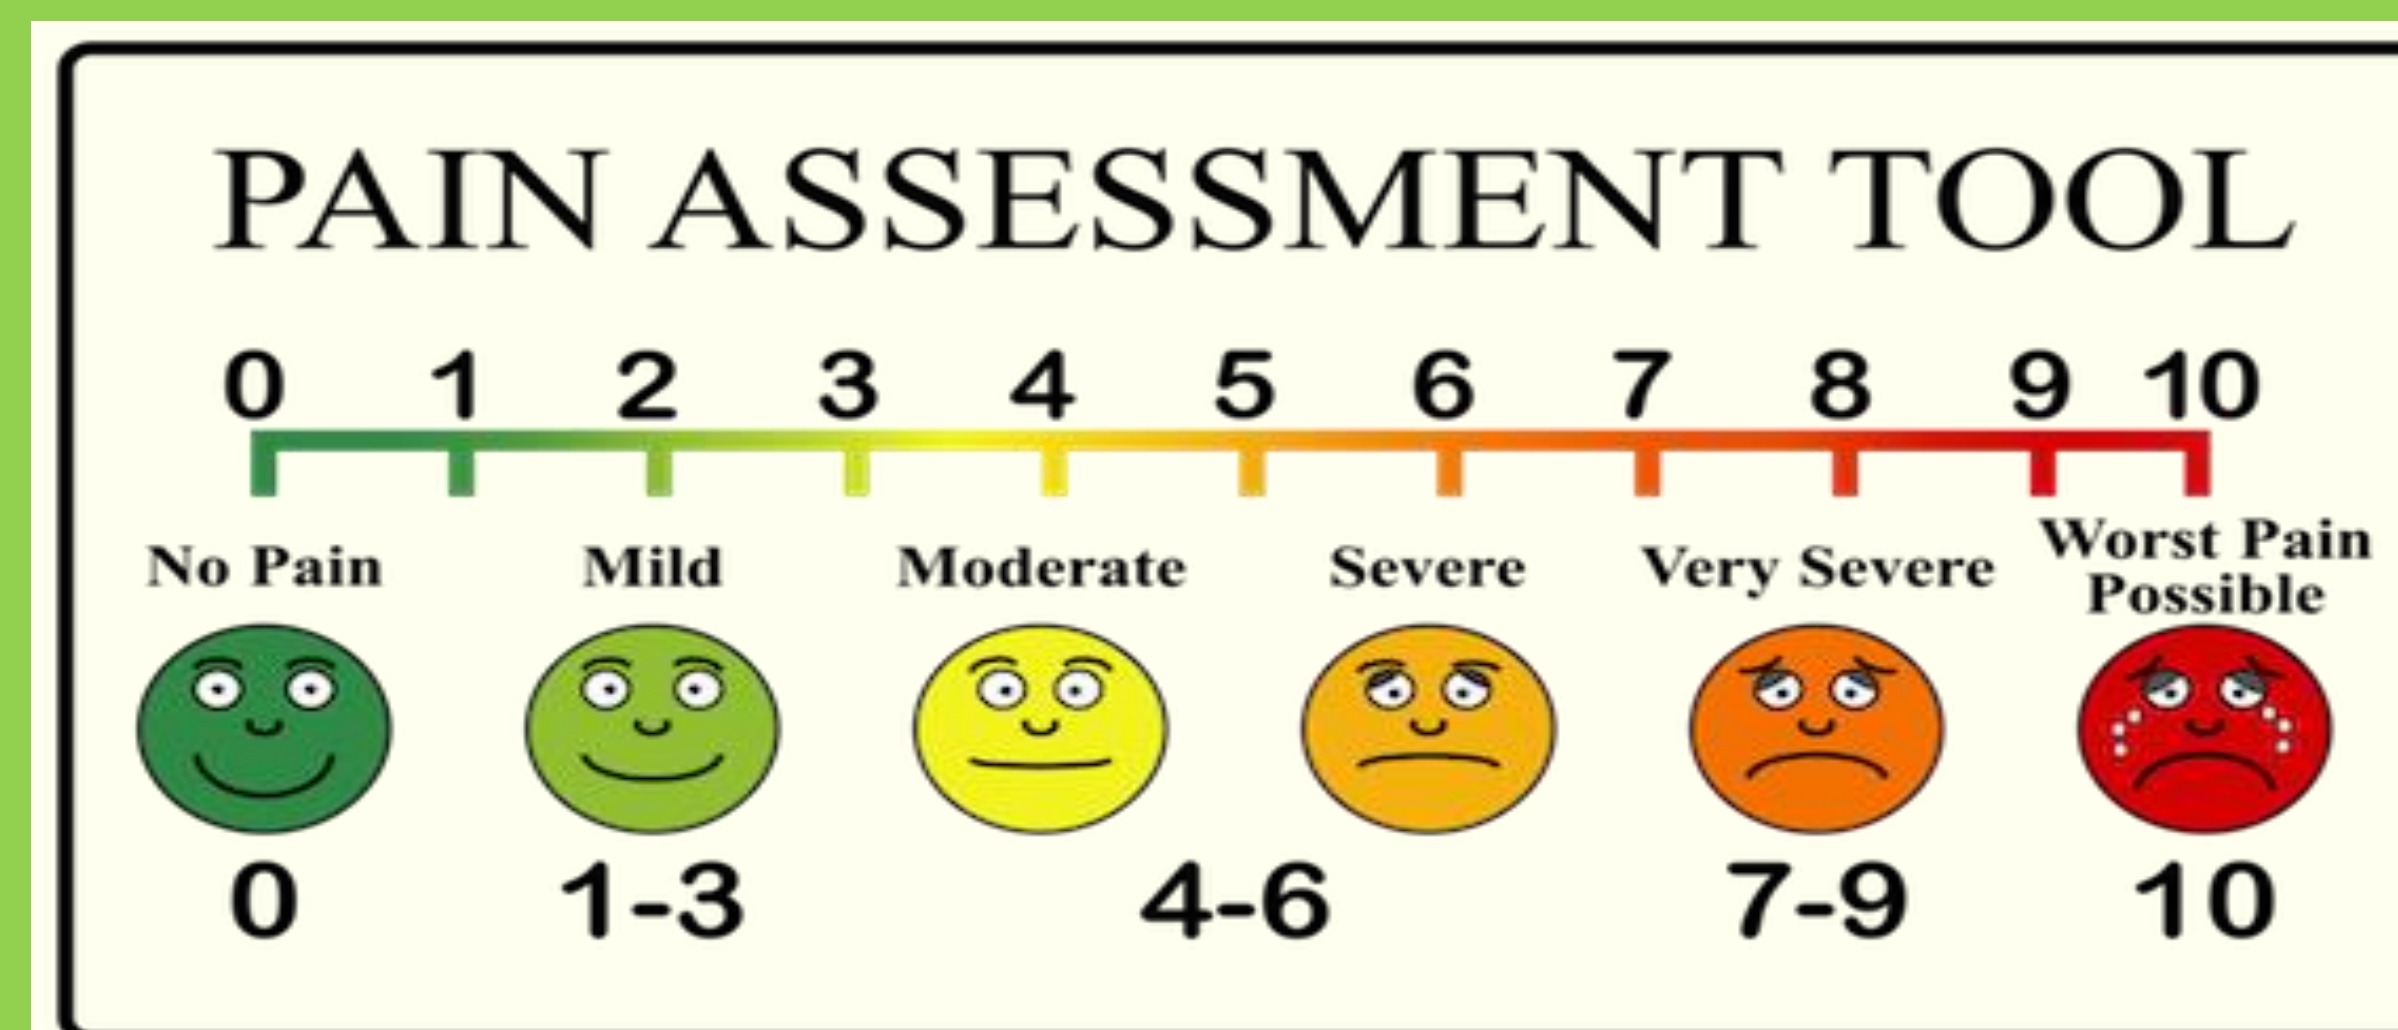 PAIN ASSESSMENT TOOL
0 1 2 3 4 5 6 7 8 9 10
No Pain Mild Moderate Severe Very Severe Worst Pain
Possible
0 1-3 4-6 7-9 10